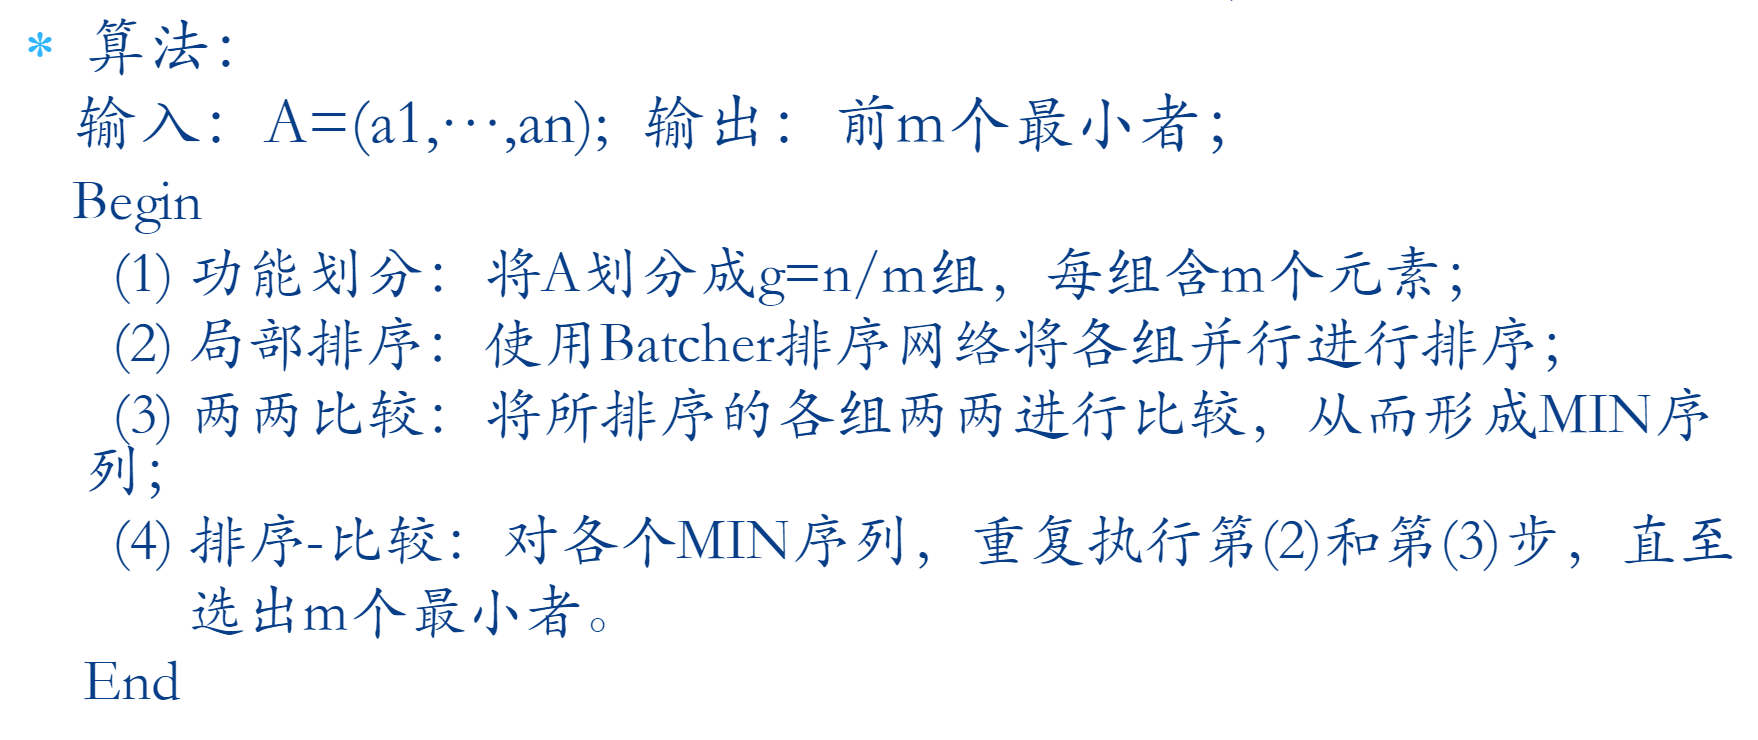 * 算法：
输入：A=(a1,…,an); 输出：前m个最小者；
Begin
(1) 功能划分：将A划分成g=n/m组，每组含m个元素；
(2) 局部排序：使用Batcher排序网络将各组并行进行排序；
(3) 两两比较：将所排序的各组两两进行比较，从而形成MIN序
列；
(4) 排序-比较：对各个MIN序列，重复执行第(2)和第(3)步，直至
选出m个最小者。
End